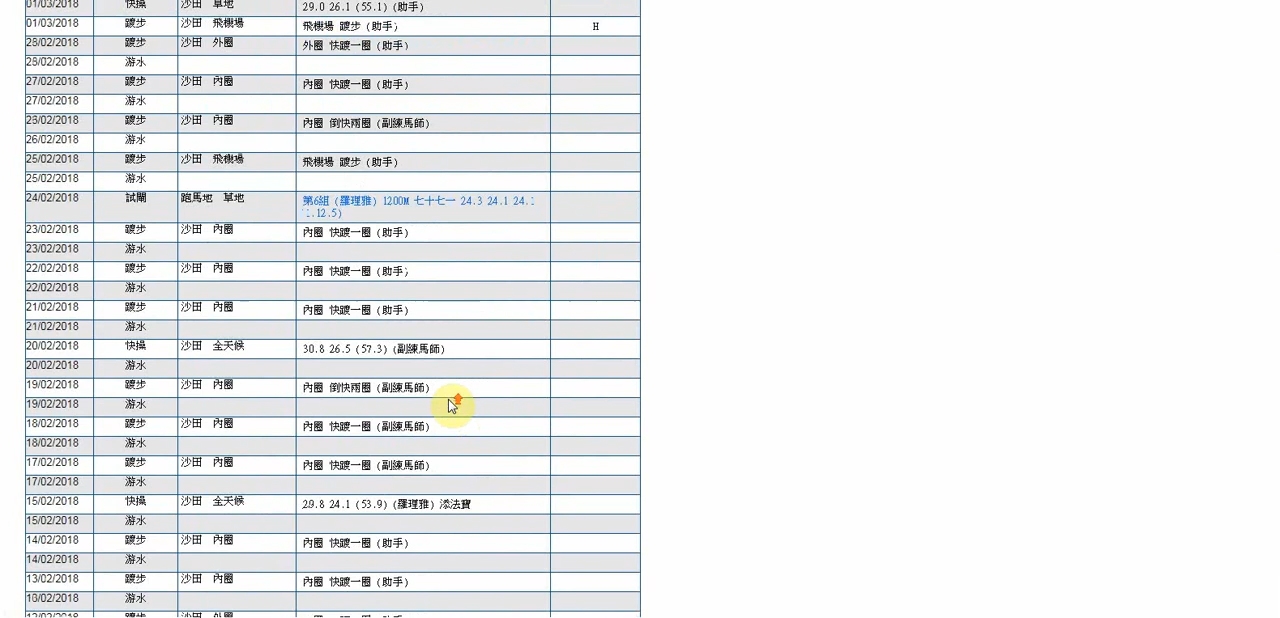 01/03/2018 快操 沙田 草地 29.0 26.1 (55.1) (助手)
01/03/2018 踱步 沙田 飛機場 飛機場 踱步 (助手) H
28/02/2018 踱步 沙田 外圈 外圈 快踱一圈 (助手)
28/02/2018 游水
27/02/2018 踱步 沙田 內圈 內圈 快踱一圈 (助手)
27/02/2018 游水
26/02/2018 踱步 沙田 內圈 內圈 倒快兩圈 (副練馬師)
26/02/2018 游水
25/02/2018 踱步 沙田 飛機場 飛機場 踱步 (助手)
25/02/2018 游水
24/02/2018 試閘 跑馬地 草地 第6組 (羅理雅) 1200M 七十七一 24.3 24.1 24.1
(1.12.5)
23/02/2018 踱步 沙田 內圈 內圈 快踱一圈 (助手)
23/02/2018 游水
22/02/2018 踱步 沙田 內圈 內圈 快踱一圈 (助手)
22/02/2018 游水
21/02/2018 踱步 沙田 內圈 內圈 快踱一圈 (助手)
21/02/2018 游水
20/02/2018 快操 沙田 全天候 30.8 26.5 (57.3) (副練馬師)
20/02/2018 游水
19/02/2018 踱步 沙田 內圈 內圈 倒快兩圈 (副練馬師)
19/02/2018 游水
18/02/2018 踱步 沙田 內圈 內圈 快踱一圈 (副練馬師)
18/02/2018 游水
17/02/2018 踱步 沙田 內圈 內圈 快踱一圈 (副練馬師)
17/02/2018 游水
15/02/2018 快操 沙田 全天候 29.8 24.1 (53.9) (羅理雅) 添法寶
15/02/2018 游水
14/02/2018 踱步 沙田 內圈 內圈 快踱一圈 (助手)
14/02/2018 游水
13/02/2018 踱步 沙田 內圈 內圈 快踱一圈 (助手)
13/02/2018 游水